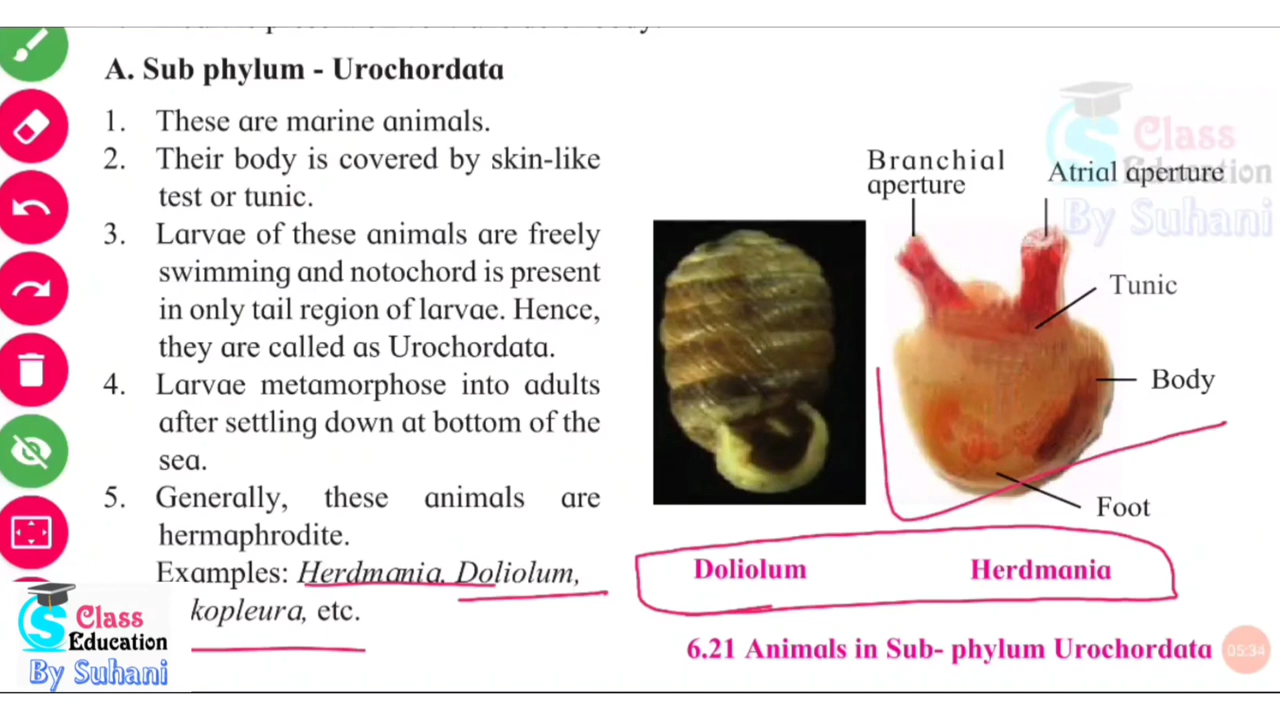 A. Sub phylum - Urochordata
1. These are marine animals.
2. Their body is covered by skin-like
test or tunic.
3. Larvae of these animals are freely
swimming and notochord is present
in only tail region of larvae. Hence,
they are called as Urochordata.
4. Larvae metamorphose into adults
after settling down at bottom of the
sea.
5. Generally, these animals are
hermaphrodite.
Examples: Herdmania, Doliolum,
kopleura, etc.
Branchial
aperture
Atrial aperture
Tunic
Body
Foot
Doliolum
Herdmania
6.21 Animals in Sub- phylum Urochordata
05:34
S Class
Education
By Suhani
S Class
Education
By Suhani